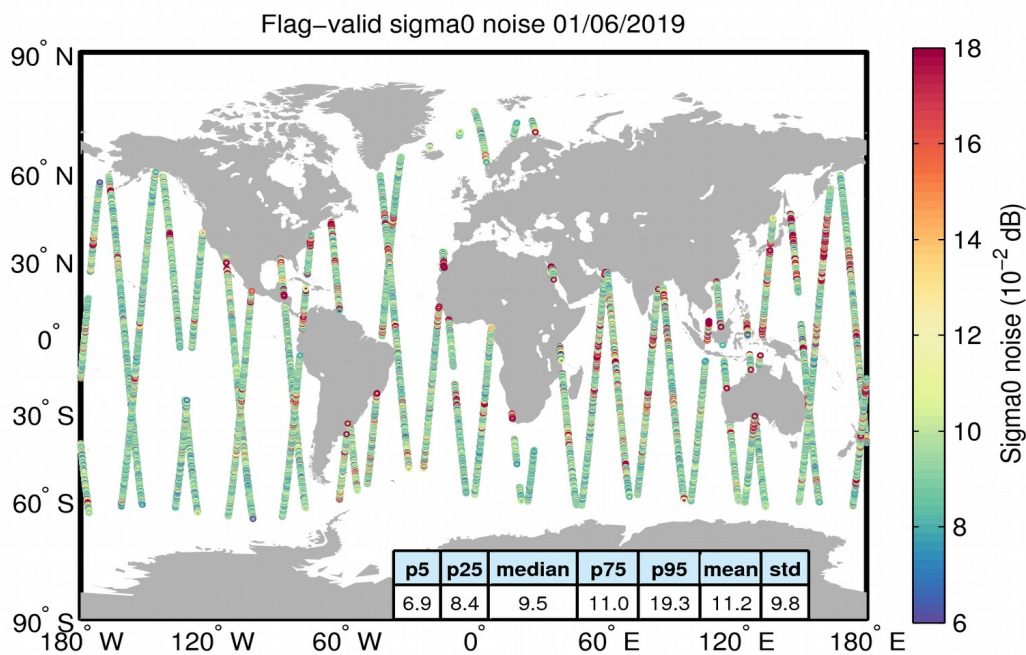 Flag−valid sigma0 noise 01/06/2019
90° N
60° N
30° N
0°
30° S
60° S
90° S
180° W 120° W 60° W 0° 60° E 120° E 180° E
p5 p25 median p75 p95 mean std
6.9 8.4 9.5 11.0 19.3 11.2 9.8
18
16
14
12
10
8
6
Sigma0 noise (10⁻² dB)